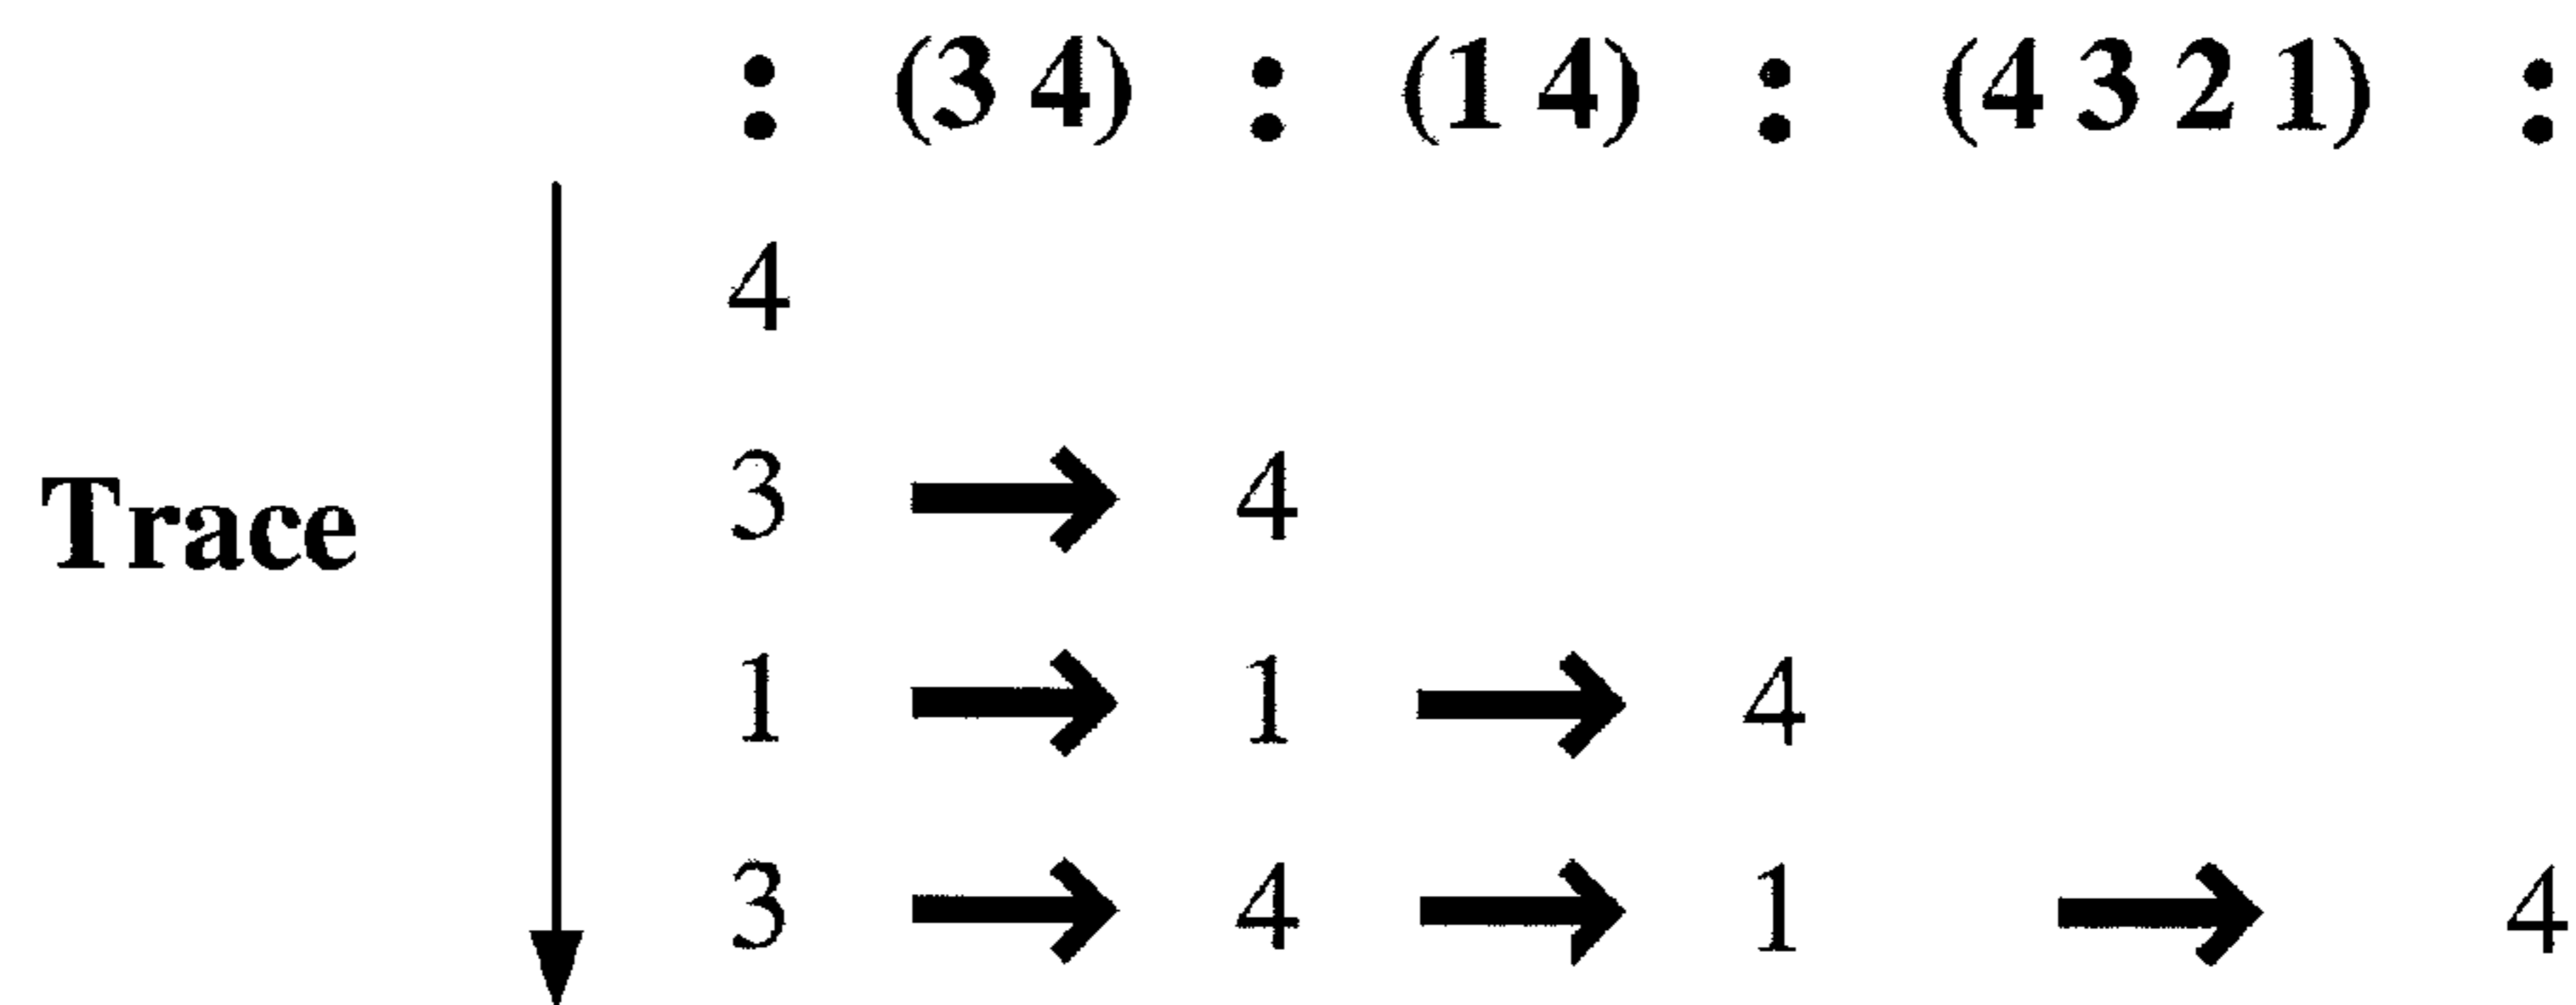 : (3 4) : (1 4) : (4 3 2 1) :
4
3 → 4
Trace
1 → 1 → 4
3 → 4 → 1 → 4